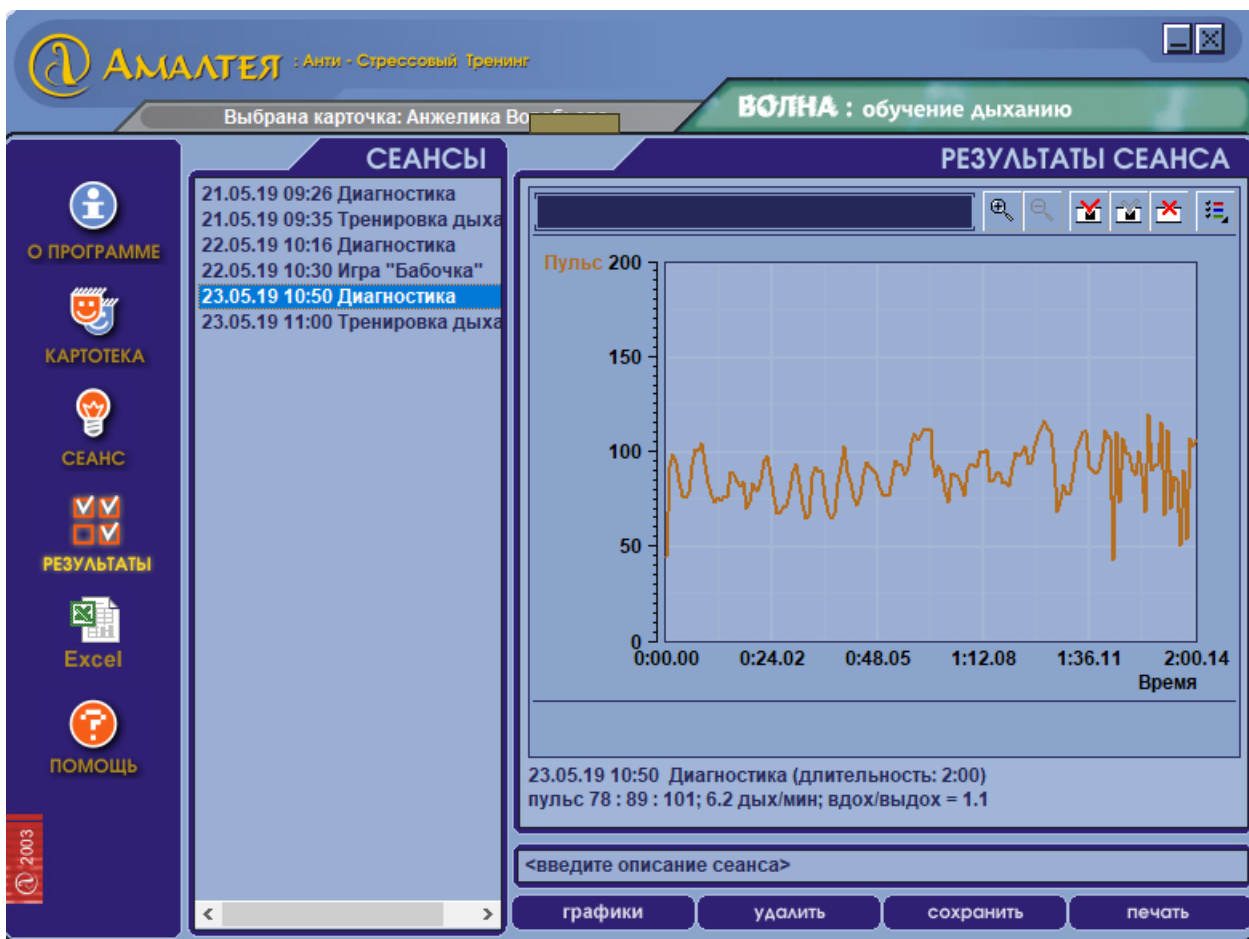 АМАЛТЕЯ : Анти - Стрессовый Тренинг
Выбрана карточка: Анжелика
ВОЛНА : обучение дыханию
О ПРОГРАММЕ
КАРТОТЕКА
СЕАНС
РЕЗУЛЬТАТЫ
Excel
ПОМОЩЬ
@ 2003
СЕАНСЫ
21.05.19 09:26 Диагностика
21.05.19 09:35 Тренировка дыха
22.05.19 10:16 Диагностика
22.05.19 10:30 Игра "Бабочка"
23.05.19 10:50 Диагностика
23.05.19 11:00 Тренировка дыха
РЕЗУЛЬТАТЫ СЕАНСА
Пульс 200
150
100
50
0
0:00.00 0:24.02 0:48.05 1:12.08 1:36.11 2:00.14
Время
23.05.19 10:50 Диагностика (длительность: 2:00)
пульс 78 : 89 : 101; 6.2 дых/мин; вдох/выдох = 1.1
<введите описание сеанса>
графики удалить сохранить печать